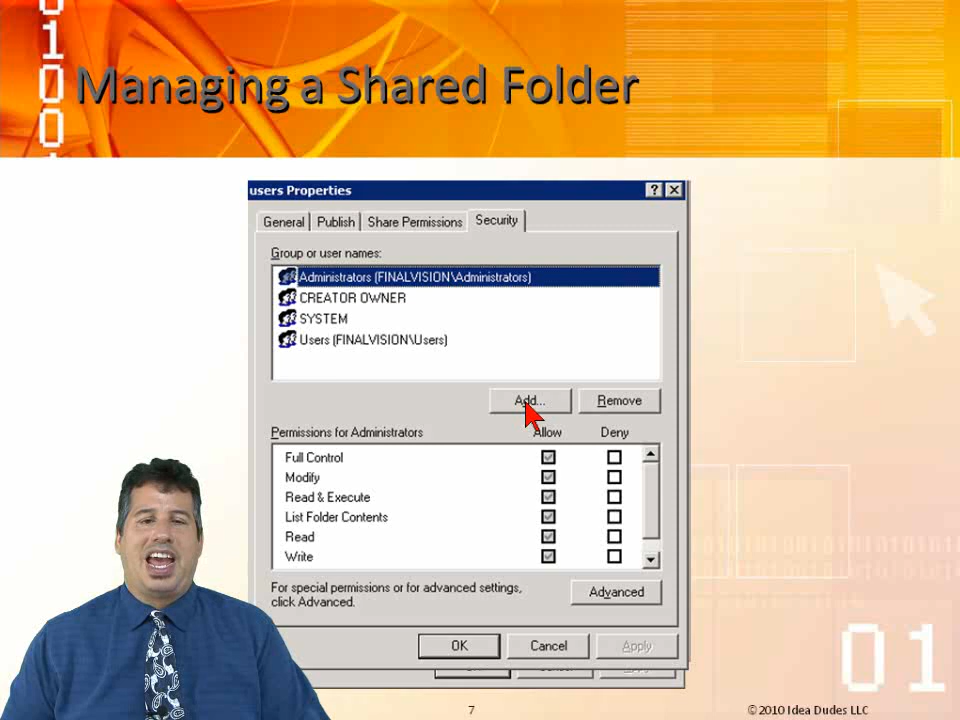 Managing a Shared Folder
users Properties
General Publish Share Permissions Security
Group or user names:
Administrators (FINALVISION\Administrators)
CREATOR OWNER
SYSTEM
Users (FINALVISION\Users)
Add... Remove
Permissions for Administrators Allow Deny
Full Control
Modify
Read & Execute
List Folder Contents
Read
Write
For special permissions or for advanced settings,
click Advanced.
Advanced
OK Cancel Apply
7
©2010 Idea Dudes LLC
01